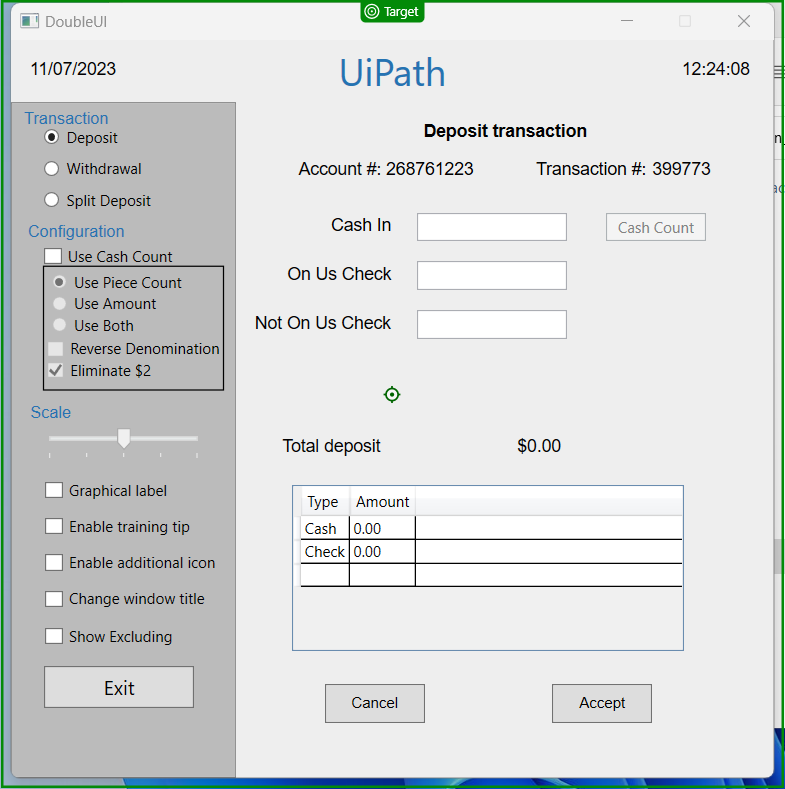 Target
DoubleUI
11/07/2023
UiPath
12:24:08
Transaction
Deposit
Withdrawal
Split Deposit
Configuration
Use Cash Count
Use Piece Count
Use Amount
Use Both
Reverse Denomination
Eliminate $2
Scale
Graphical label
Enable training tip
Enable additional icon
Change window title
Show Excluding
Exit
Deposit transaction
Account #: 268761223 Transaction #: 399773
Cash In Cash Count
On Us Check
Not On Us Check
Total deposit $0.00
Type Amount
Cash 0.00
Check 0.00
Cancel Accept